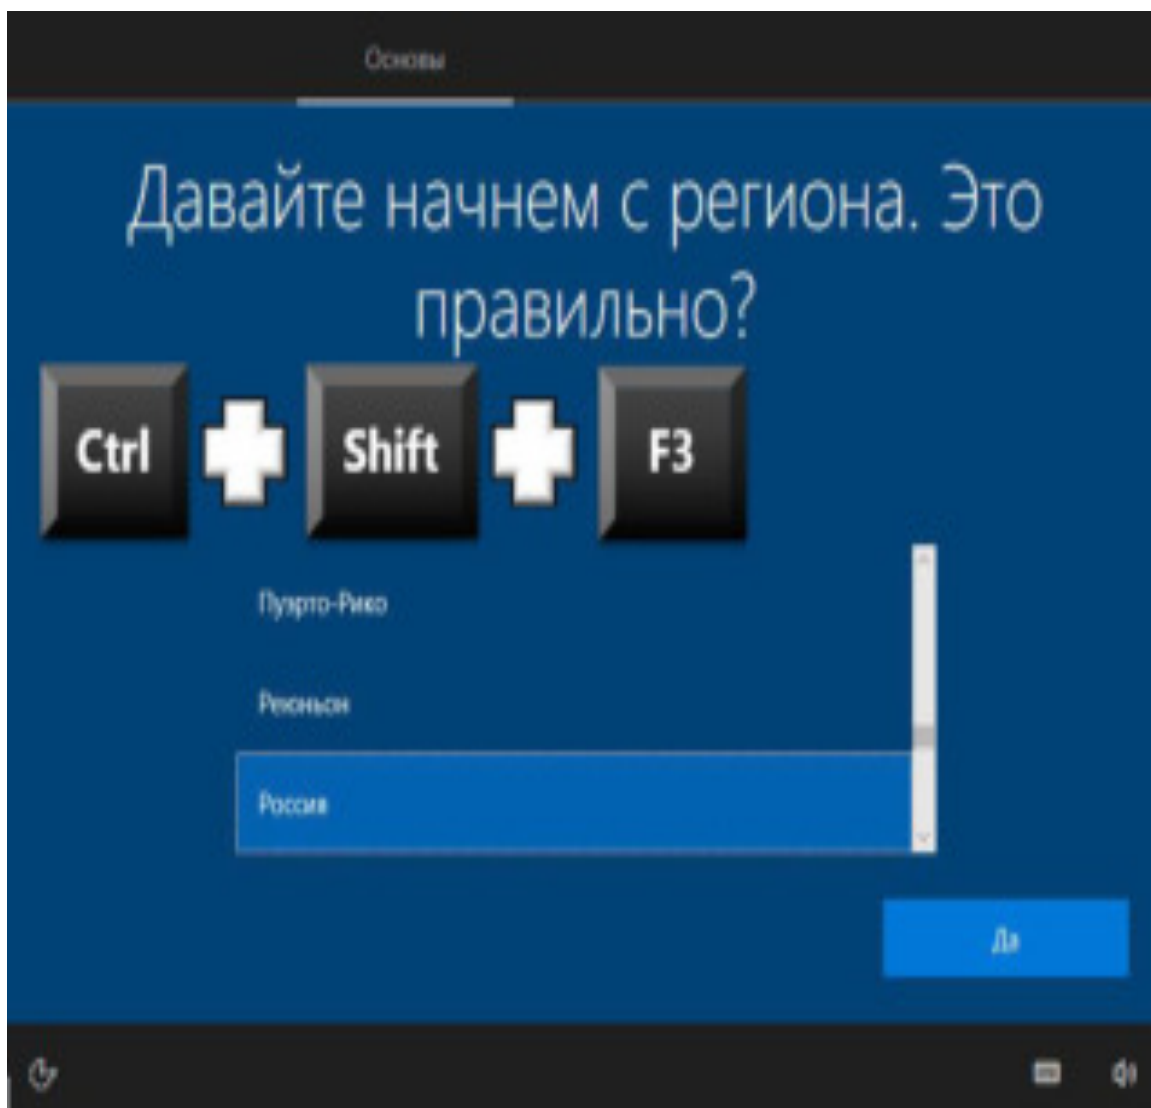 Основы
Давайте начнем с региона. Это
правильно?
Ctrl Shift F3
Пуэрто-Рико
Реюньон
Россия
Да